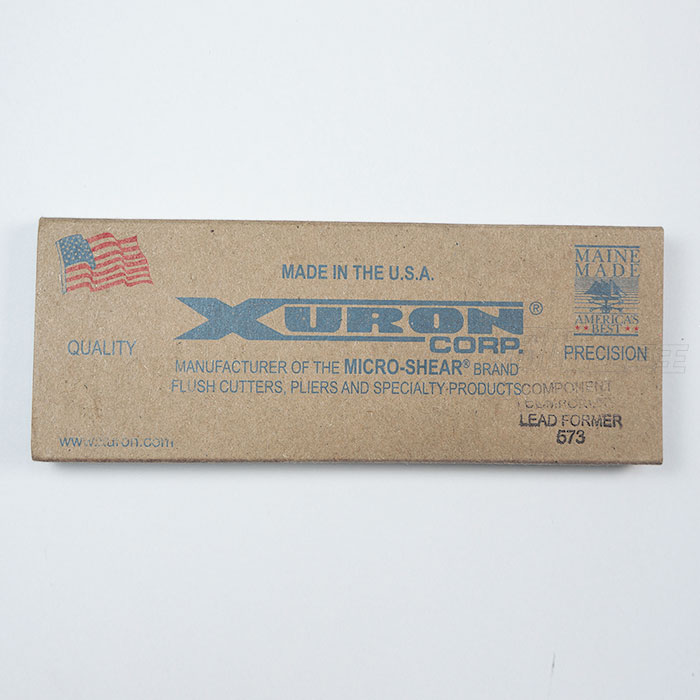 MADE IN THE U.S.A.
MAINE
MADE
AMERICA'S
BEST
XURON®
CORP.
QUALITY
PRECISION
MANUFACTURER OF THE MICRO-SHEAR® BRAND
FLUSH CUTTERS, PLIERS AND SPECIALTY PRODUCTS
COMPONENT
COMPONENT
LEAD FORMER
573
www.xuron.com